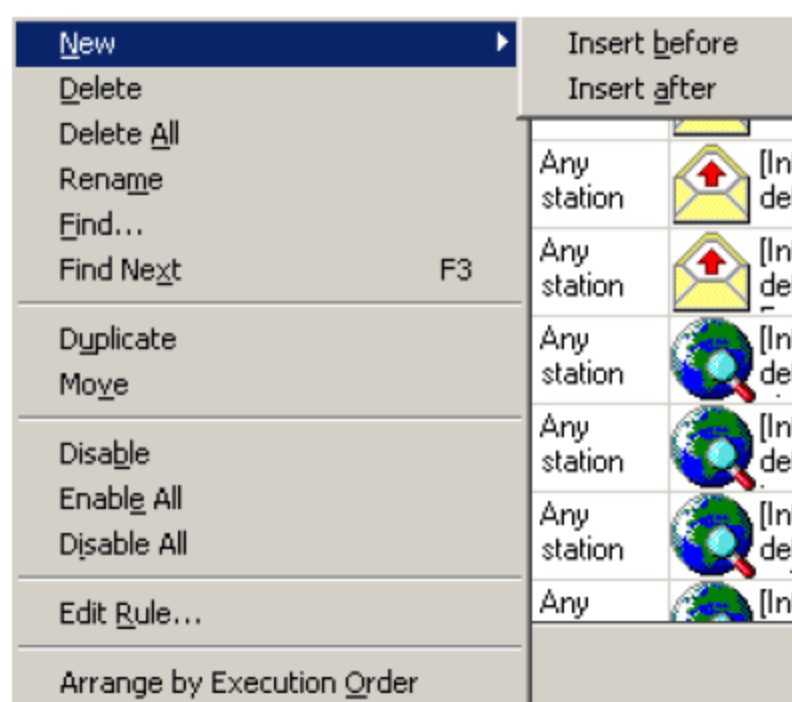 New
Insert before
Insert after
Delete
Delete All
Rename
Find...
Find Next F3
Duplicate
Move
Disable
Enable All
Disable All
Edit Rule...
Arrange by Execution Order
Any
station
Any
station
Any
station
Any
station
Any
station
Any